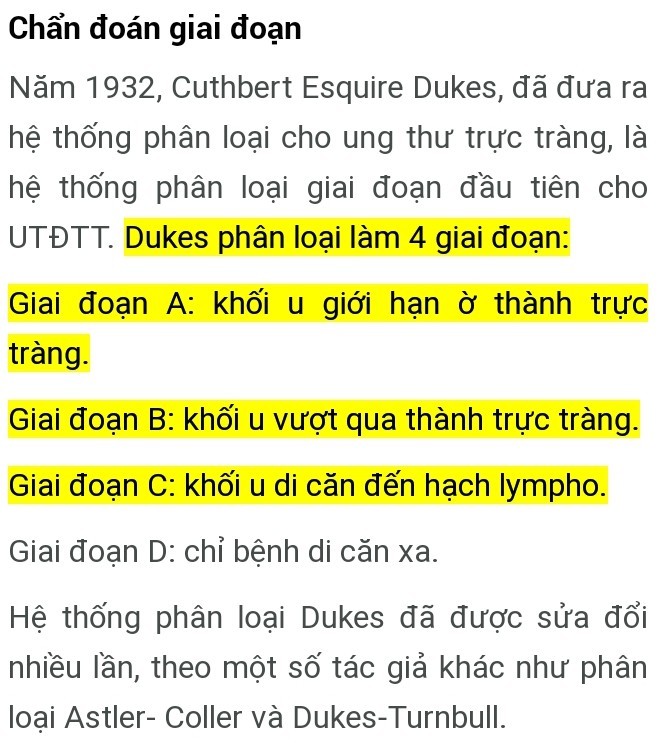 Chẩn đoán giai đoạn
Năm 1932, Cuthbert Esquire Dukes, đã đưa ra
hệ thống phân loại cho ung thư trực tràng, là
hệ thống phân loại giai đoạn đầu tiên cho
UTĐTT. Dukes phân loại làm 4 giai đoạn:
Giai đoạn A: khối u giới hạn ờ thành trực
tràng.
Giai đoạn B: khối u vượt qua thành trực tràng.
Giai đoạn C: khối u di căn đến hạch lympho.
Giai đoạn D: chỉ bệnh di căn xa.
Hệ thống phân loại Dukes đã được sửa đổi
nhiều lần, theo một số tác giả khác như phân
loại Astler- Coller và Dukes-Turnbull.